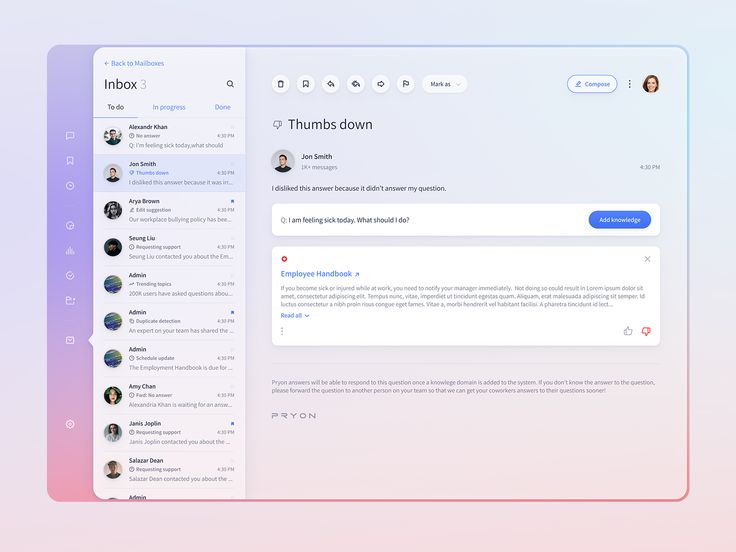 ← Back to Mailboxes
Inbox 3
To do
In progress
Done
Alexandr Khan
No answer
4:30 PM
Q: I'm feeling sick today,what should
Jon Smith
Thumbs down
4:30 PM
I disliked this answer because it was irr...
Arya Brown
Edit suggestion
4:30 PM
Our workplace bullying policy has bee...
Seung Liu
Requesting support
4:30 PM
Seung Liu contacted you about the Em...
Admin
Trending topics
4:30 PM
200K users have asked questions about...
Admin
Duplicate detection
4:30 PM
An expert on your team has shared the ...
Admin
Schedule update
4:30 PM
The Employment Handbook is due for ...
Amy Chan
Fwd: No answer
4:30 PM
Alexandria Khan is waiting for an answ...
Janis Joplin
Requesting support
4:30 PM
Janis Joplin contacted you about the ...
Salazar Dean
Requesting support
4:30 PM
Salazar Dean contacted you about the ...
Admin
Mark as
Compose
Thumbs down
Jon Smith
1K+ messages
4:30 PM
I disliked this answer because it didn't answer my question.
Q: I am feeling sick today. What should I do?
Add knowledge
Employee Handbook
If you become sick or injured while at work, you need to notify your manager immediately. Not doing so could result in Lorem ipsum dolor sit
amet, consectetur adipiscing elit. Tempus nunc, vitae, imperdiet ut tincidunt egestas quam. Aliquam, erat malesuada adipiscing sit semper. Id
luctus consectetur a nibh proin risus congue eget fames. Vitae a, morbi hendrerit vel habitant facilisi. A pharetra tincidunt id lect...
Read all
Pryon answers will be able to respond to this question once a knowlege domain is added to the system. If you don't know the answer to the question,
please forward the question to another person on your team so that we can get your coworkers answers to their questions sooner!
PRYON